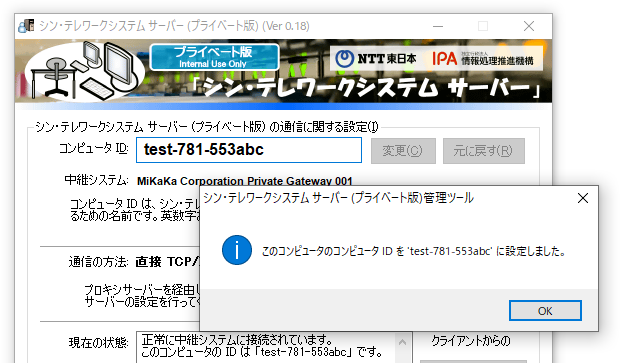 シン・テレワークシステム サーバー (プライベート版) (Ver 0.18)
プライベート版
Internal Use Only
NTT東日本
IPA 独立行政法人 情報処理推進機構
「シン・テレワークシステム サーバー」
シン・テレワークシステム サーバー (プライベート版) の通信に関する設定(I)
コンピュータ ID:
test-781-553abc
変更(C)
元に戻す(R)
中継システム:
MiKaKa Corporation Private Gateway 001
シン・テレワークシステム サーバー (プライベート版)管理ツール
コンピュータ ID は、シン・テレ
るための名前です。英数字お
このコンピュータのコンピュータ ID を 'test-781-553abc' に設定しました。
通信の方法: 直接 TCP/
プロキシサーバーを経由し
サーバーの設定を行って
OK
現在の状態:
正常に中継システムに接続されています。
このコンピュータの ID は「test-781-553abc」です。
クライアントからの